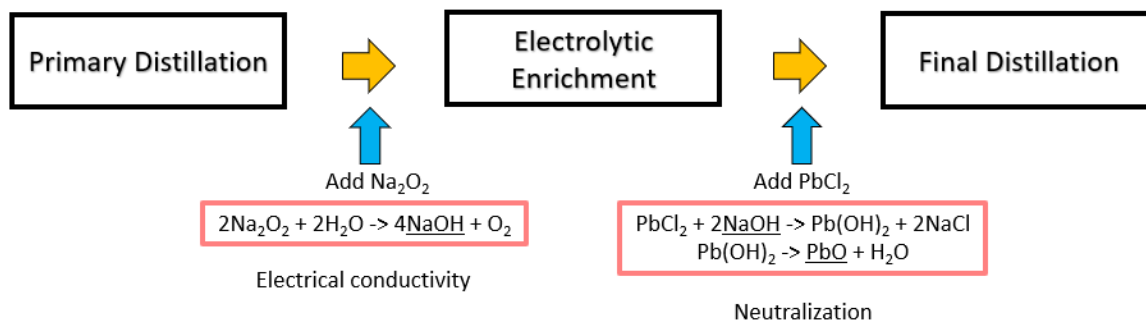 Primary Distillation
Electrolytic
Enrichment
Final Distillation
Add Na₂O₂
2Na₂O₂ + 2H₂O -> 4NaOH + O₂
Electrical conductivity
Add PbCl₂
PbCl₂ + 2NaOH -> Pb(OH)₂ + 2NaCl
Pb(OH)₂ -> PbO + H₂O
Neutralization